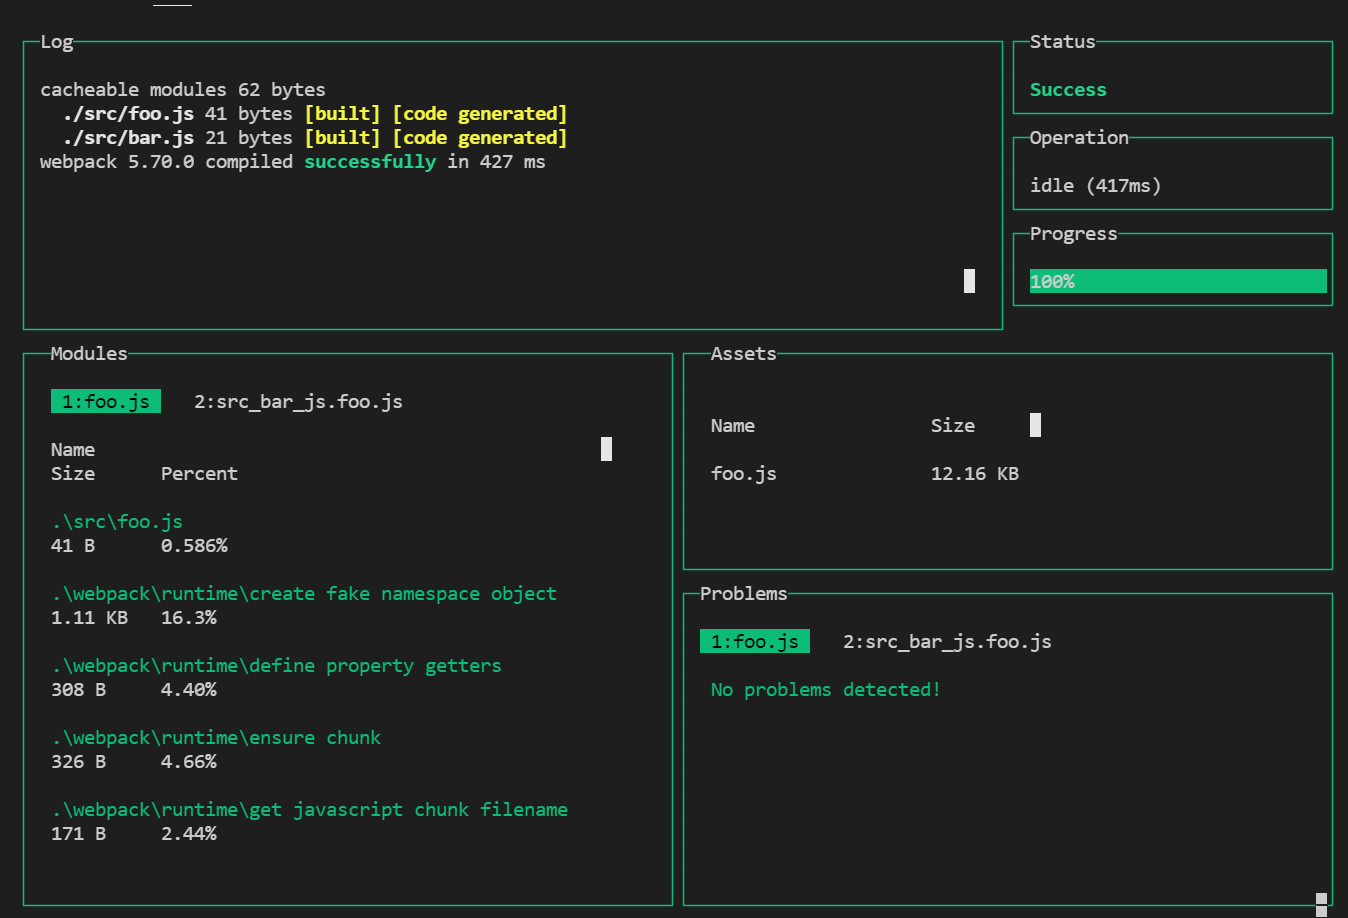 Log
cacheable modules 62 bytes
./src/foo.js 41 bytes [built] [code generated]
./src/bar.js 21 bytes [built] [code generated]
webpack 5.70.0 compiled successfully in 427 ms
Status
Success
Operation
idle (417ms)
Progress
100%
Modules
1:foo.js 2:src_bar_js.foo.js
Name
Size Percent
.\src\foo.js
41 B 0.586%
.\webpack\runtime\create fake namespace object
1.11 KB 16.3%
.\webpack\runtime\define property getters
308 B 4.40%
.\webpack\runtime\ensure chunk
326 B 4.66%
.\webpack\runtime\get javascript chunk filename
171 B 2.44%
Assets
Name Size
foo.js 12.16 KB
Problems
1:foo.js 2:src_bar_js.foo.js
No problems detected!